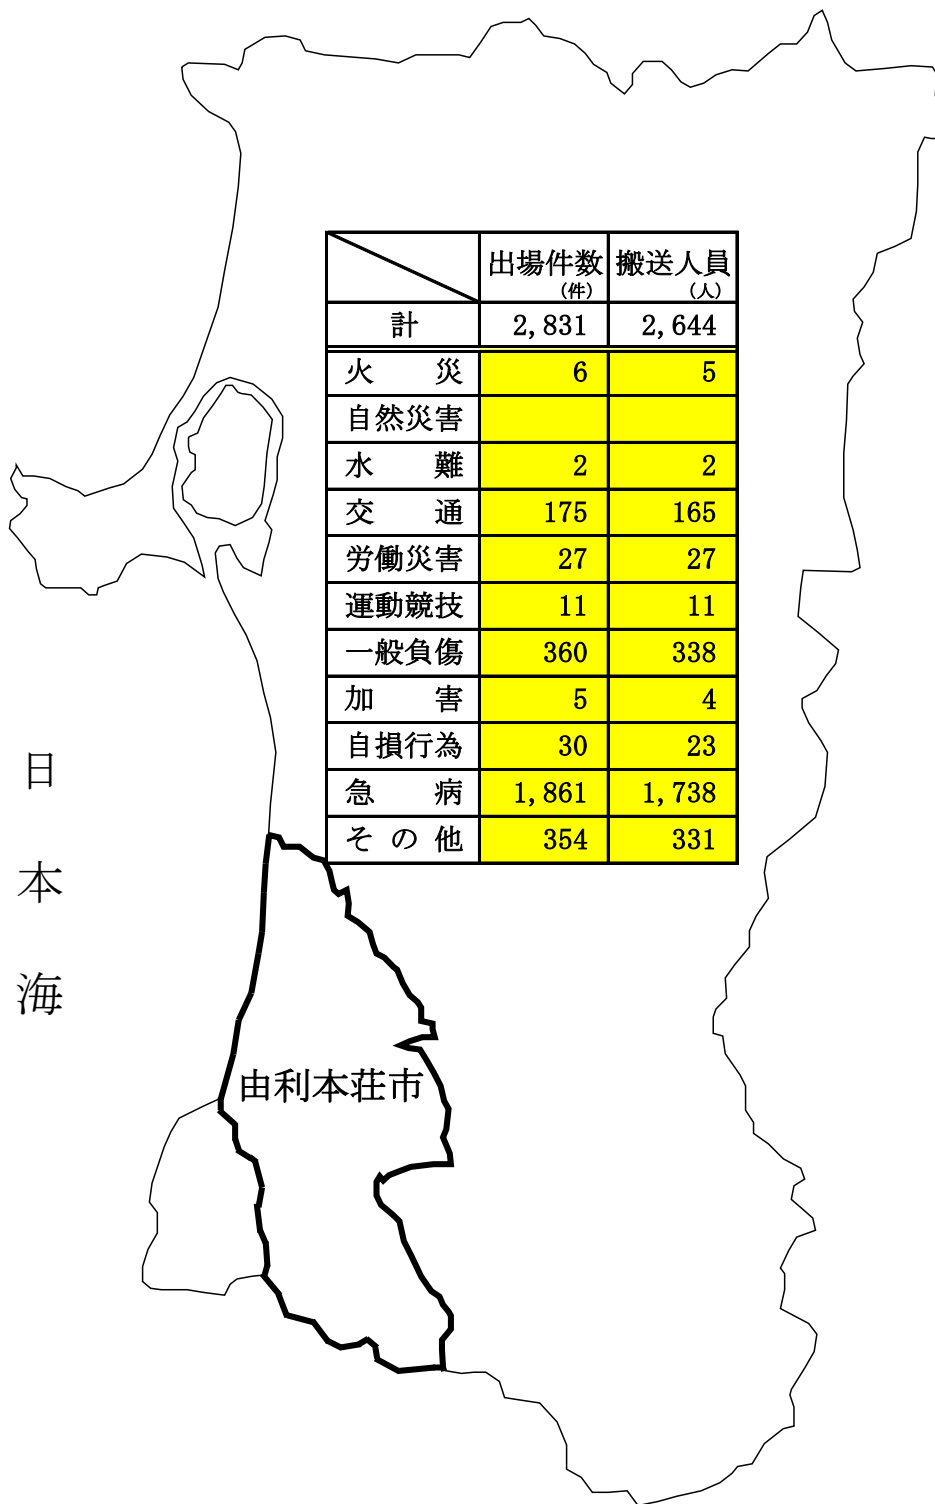 出場件数 搬送人員
(件) (人)
計 2,831 2,644
火災 6 5
自然災害
水難 2 2
交通 175 165
労働災害 27 27
運動競技 11 11
一般負傷 360 338
加害 5 4
自損行為 30 23
急病 1,861 1,738
その他 354 331
日本海
由利本荘市